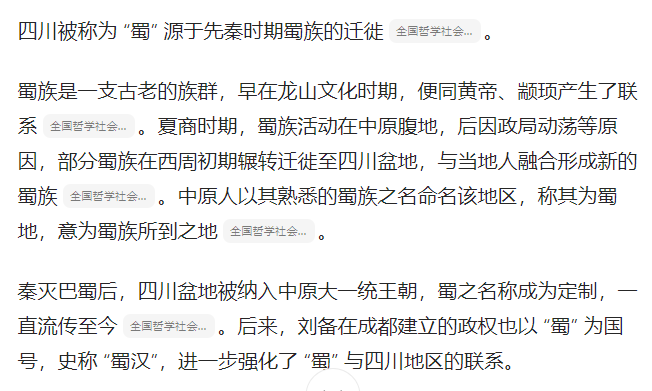 四川被称为“蜀”源于先秦时期蜀族的迁徙 全国哲学社会... 。
蜀族是一支古老的族群，早在龙山文化时期，便同黄帝、颛顼产生了联
系 全国哲学社会... 。夏商时期，蜀族活动在中原腹地，后因政局动荡等原
因，部分蜀族在西周初期辗转迁徙至四川盆地，与当地人融合形成新的
蜀族 全国哲学社会... 。中原人以其熟悉的蜀族之名命名该地区，称其为蜀
地，意为蜀族所到之地 全国哲学社会... 。
秦灭巴蜀后，四川盆地被纳入中原大一统王朝，蜀之名称成为定制，一
直流传至今 全国哲学社会... 。后来，刘备在成都建立的政权也以“蜀”为国
号，史称“蜀汉”，进一步强化了“蜀”与四川地区的联系。